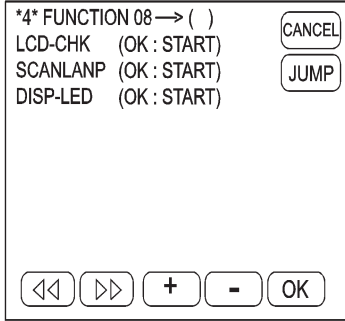 *4* FUNCTION 08 —> ( )
CANCEL
LCD-CHK (OK : START)
SCANLANP (OK : START)
JUMP
DISP-LED (OK : START)
+ - OK